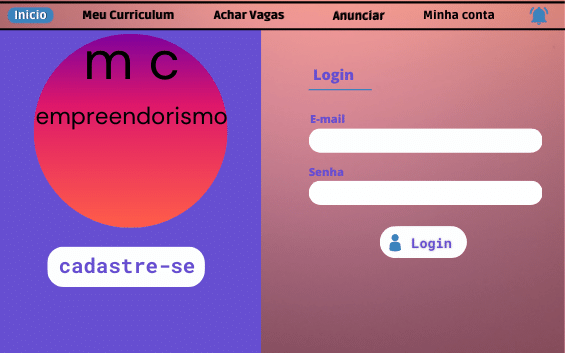 Inicio Meu Curriculum Achar Vagas Anunciar Minha conta
m c
empreendorismo
cadastre-se
Login
E-mail
Senha
Login